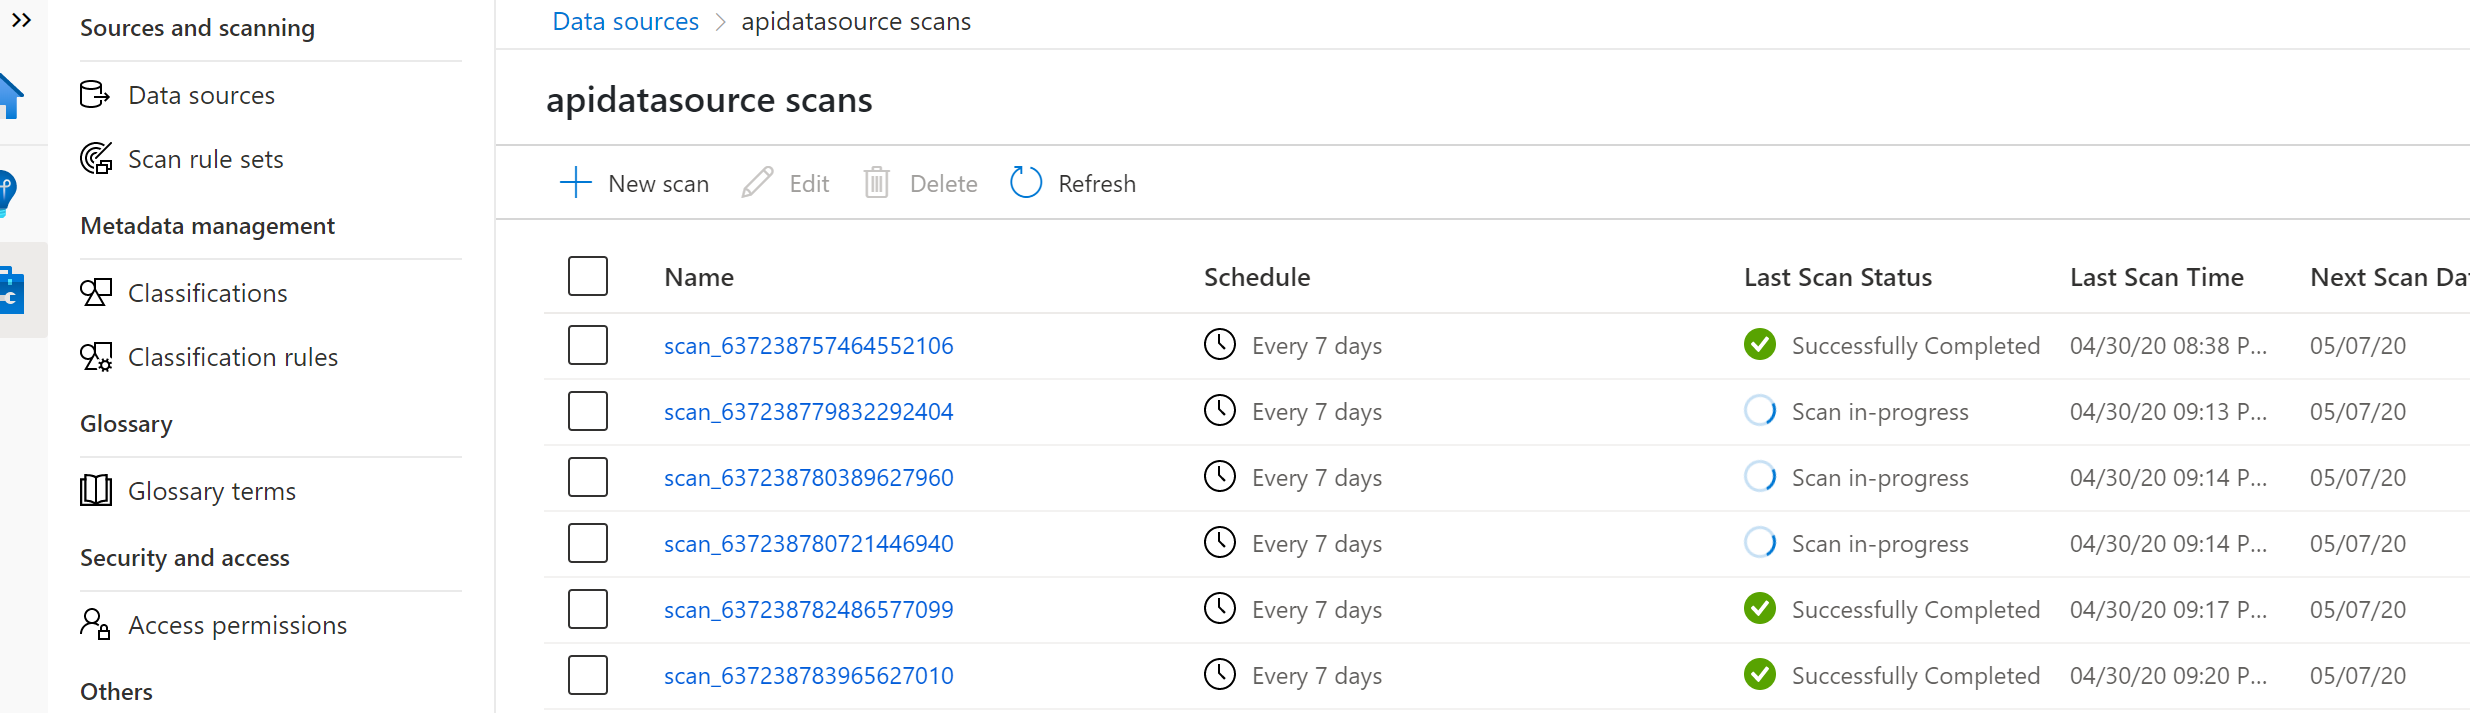 Sources and scanning
Data sources
Scan rule sets
Metadata management
Classifications
Classification rules
Glossary
Glossary terms
Security and access
Access permissions
Others
Data sources > apidatasource scans
apidatasource scans
New scan Edit Delete Refresh
Name Schedule Last Scan Status Last Scan Time Next Scan Dat
scan_637238757464552106 Every 7 days Successfully Completed 04/30/20 08:38 P... 05/07/20
scan_637238779832292404 Every 7 days Scan in-progress 04/30/20 09:13 P... 05/07/20
scan_637238780389627960 Every 7 days Scan in-progress 04/30/20 09:14 P... 05/07/20
scan_637238780721446940 Every 7 days Scan in-progress 04/30/20 09:14 P... 05/07/20
scan_637238782486577099 Every 7 days Successfully Completed 04/30/20 09:17 P... 05/07/20
scan_637238783965627010 Every 7 days Successfully Completed 04/30/20 09:20 P... 05/07/20